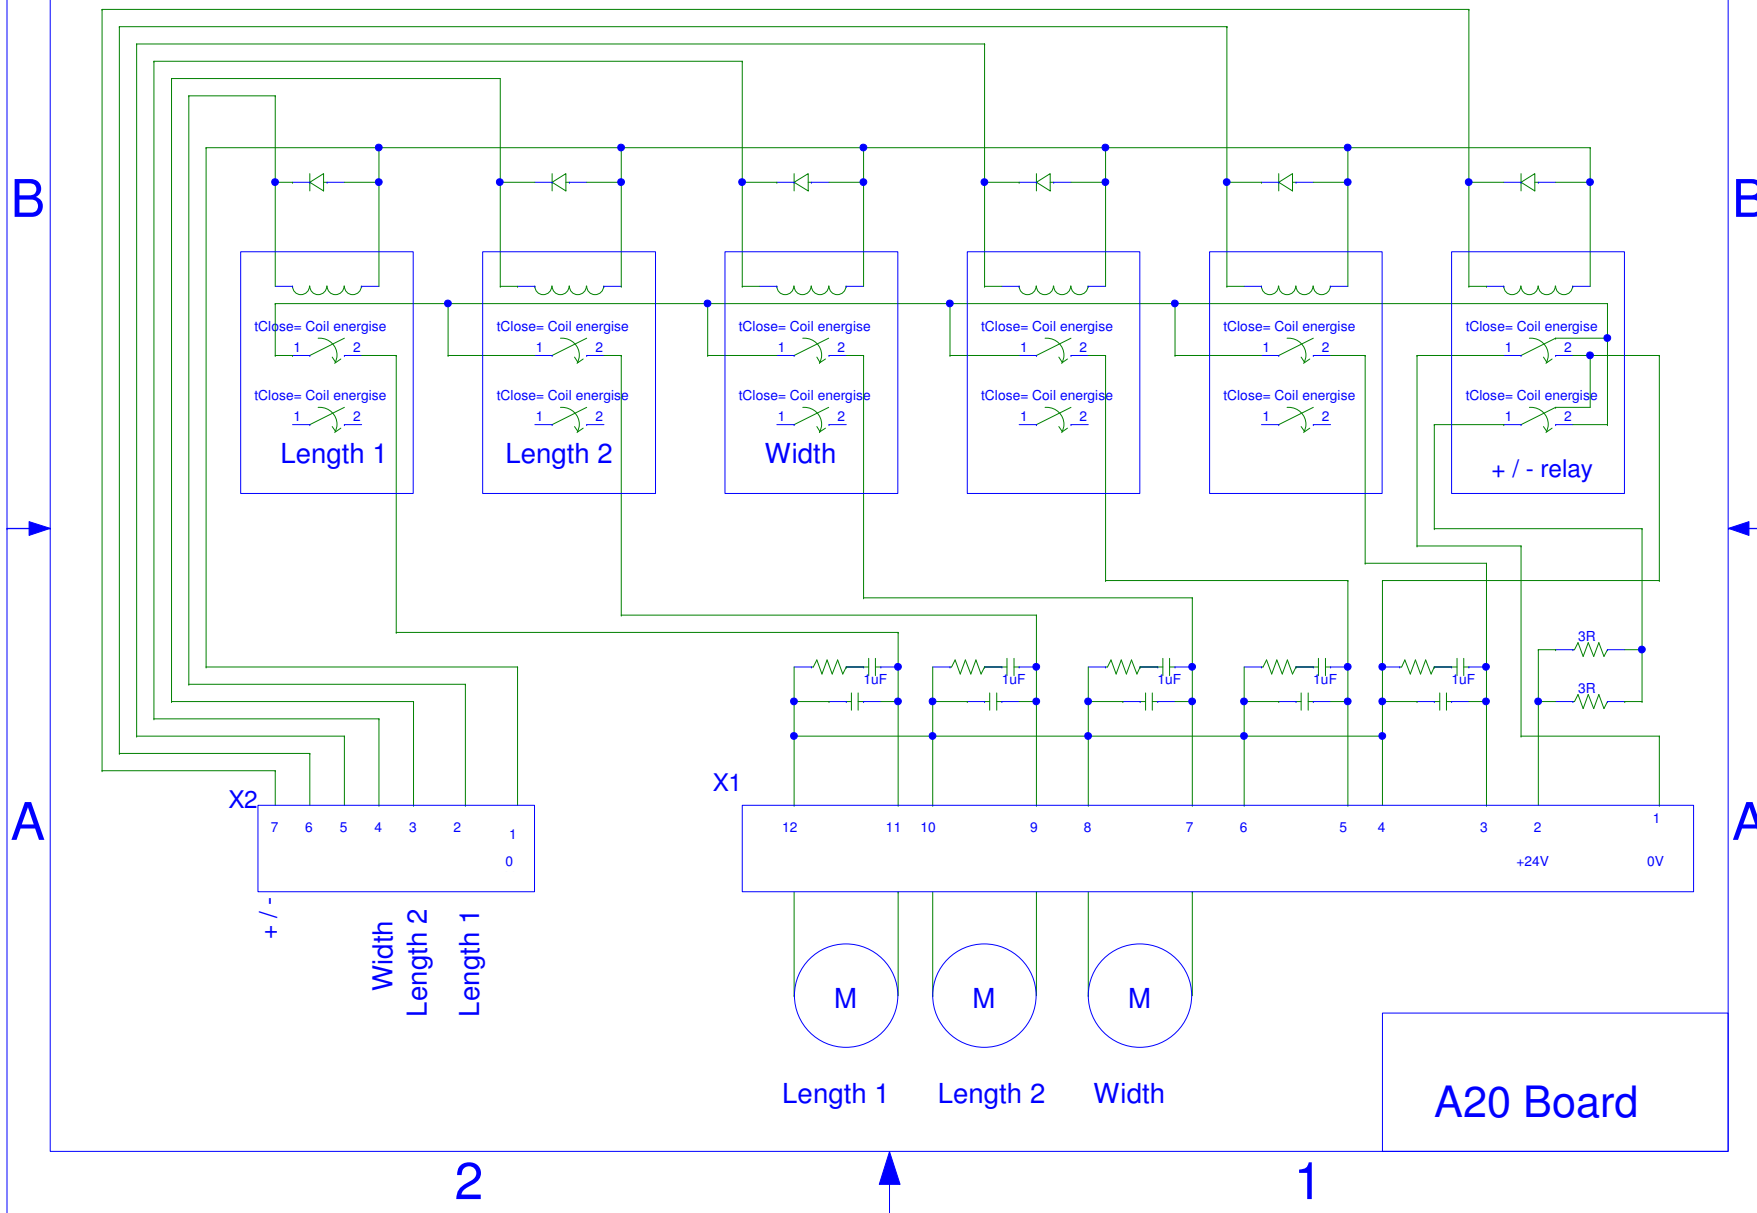 B
B
tClose= Coil energise
tClose= Coil energise
tClose= Coil energise
tClose= Coil energise
tClose= Coil energise
tClose= Coil energise
1 2
1 2
1 2
1 2
1 2
1 2
tClose= Coil energise
tClose= Coil energise
tClose= Coil energise
tClose= Coil energise
tClose= Coil energise
tClose= Coil energise
1 2
1 2
1 2
1 2
1 2
1 2
Length 1
Length 2
Width
+ / - relay
3R
1uF
1uF
1uF
1uF
1uF
3R
X1
X2
A
7 6 5 4 3 2 1
0
12 11 10 9 8 7 6 5 4 3 2 1
+24V 0V
A
+ / -
Width
Length 2
Length 1
M
M
M
Length 1
Length 2
Width
A20 Board
2
1